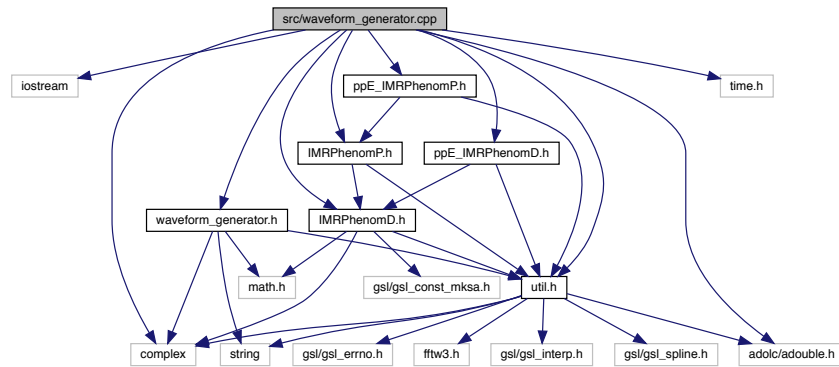 src/waveform_generator.cpp
iostream
ppE_IMRPhenomP.h
time.h
IMRPhenomP.h
ppE_IMRPhenomD.h
waveform_generator.h
IMRPhenomD.h
math.h
gsl/gsl_const_mksa.h
util.h
complex
string
gsl/gsl_errno.h
fftw3.h
gsl/gsl_interp.h
gsl/gsl_spline.h
adolc/adouble.h